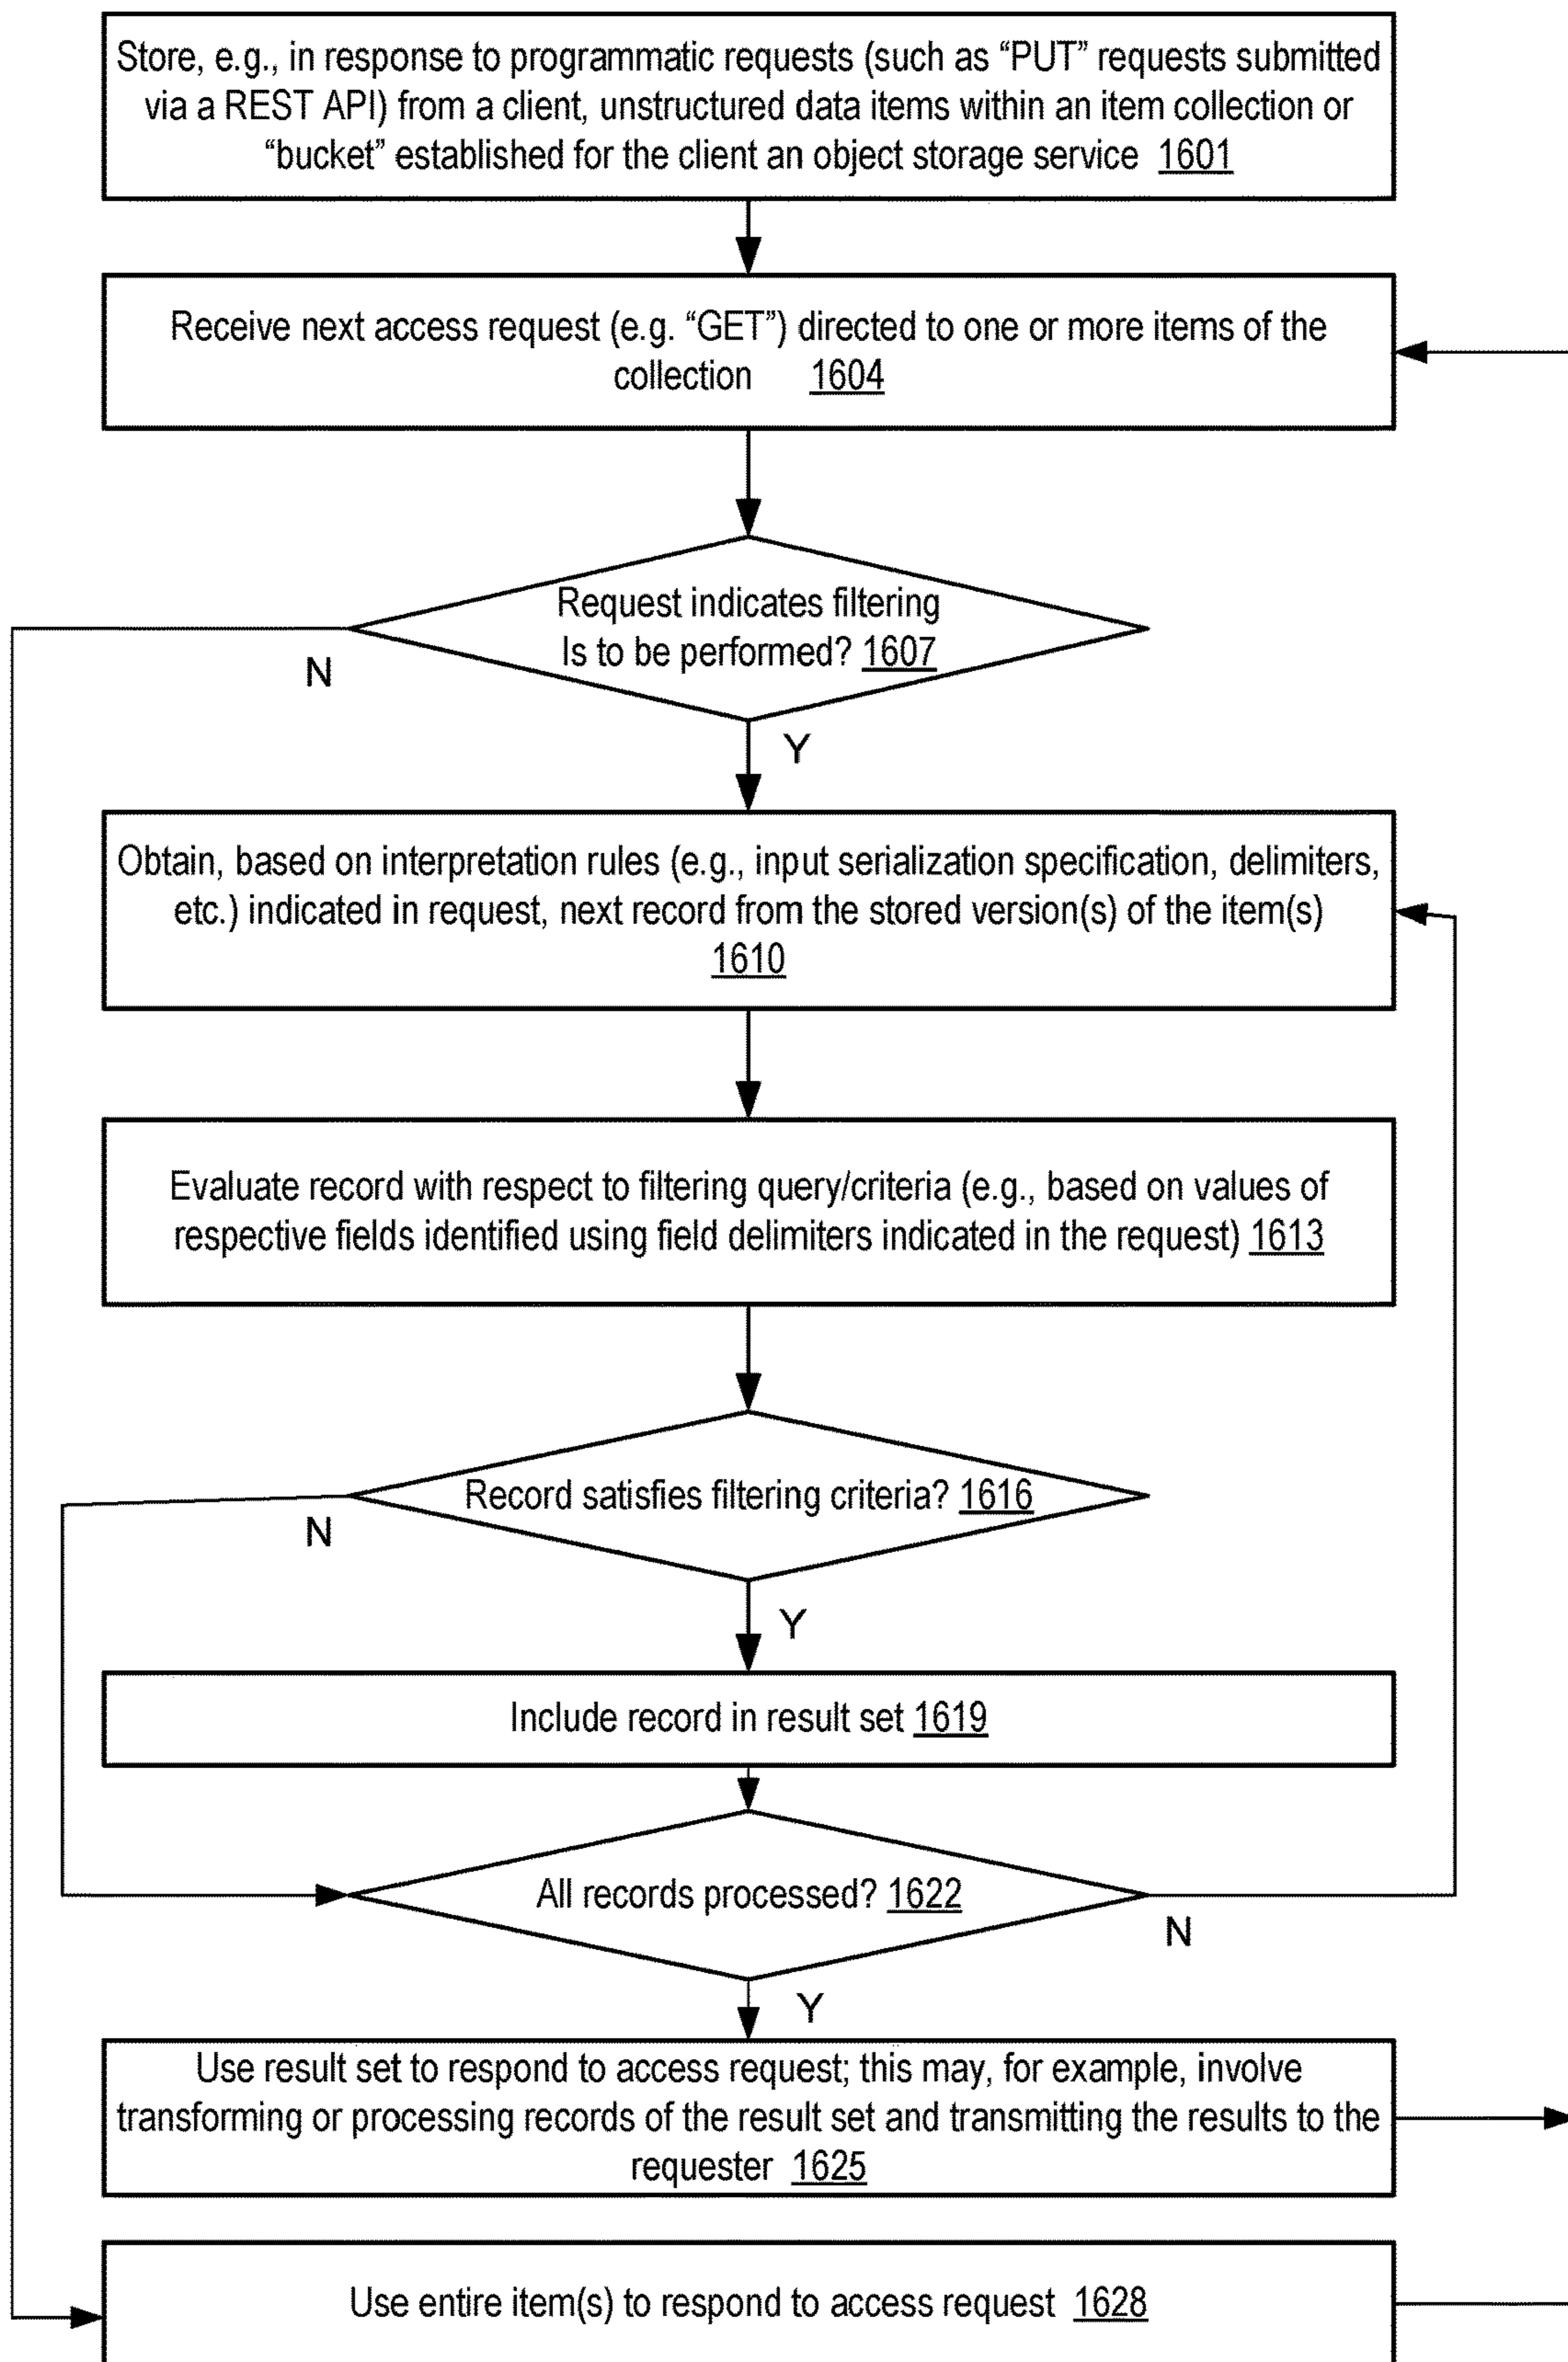 Store, e.g., in response to programmatic requests (such as “PUT” requests submitted
via a REST API) from a client, unstructured data items within an item collection or
“bucket” established for the client an object storage service 1601
Receive next access request (e.g. “GET”) directed to one or more items of the
collection 1604
Request indicates filtering
Is to be performed? 1607
N
Y
Obtain, based on interpretation rules (e.g., input serialization specification, delimiters,
etc.) indicated in request, next record from the stored version(s) of the item(s)
1610
Evaluate record with respect to filtering query/criteria (e.g., based on values of
respective fields identified using field delimiters indicated in the request) 1613
Record satisfies filtering criteria? 1616
N
Y
Include record in result set 1619
All records processed? 1622
N
Y
Use result set to respond to access request; this may, for example, involve
transforming or processing records of the result set and transmitting the results to the
requester 1625
Use entire item(s) to respond to access request 1628